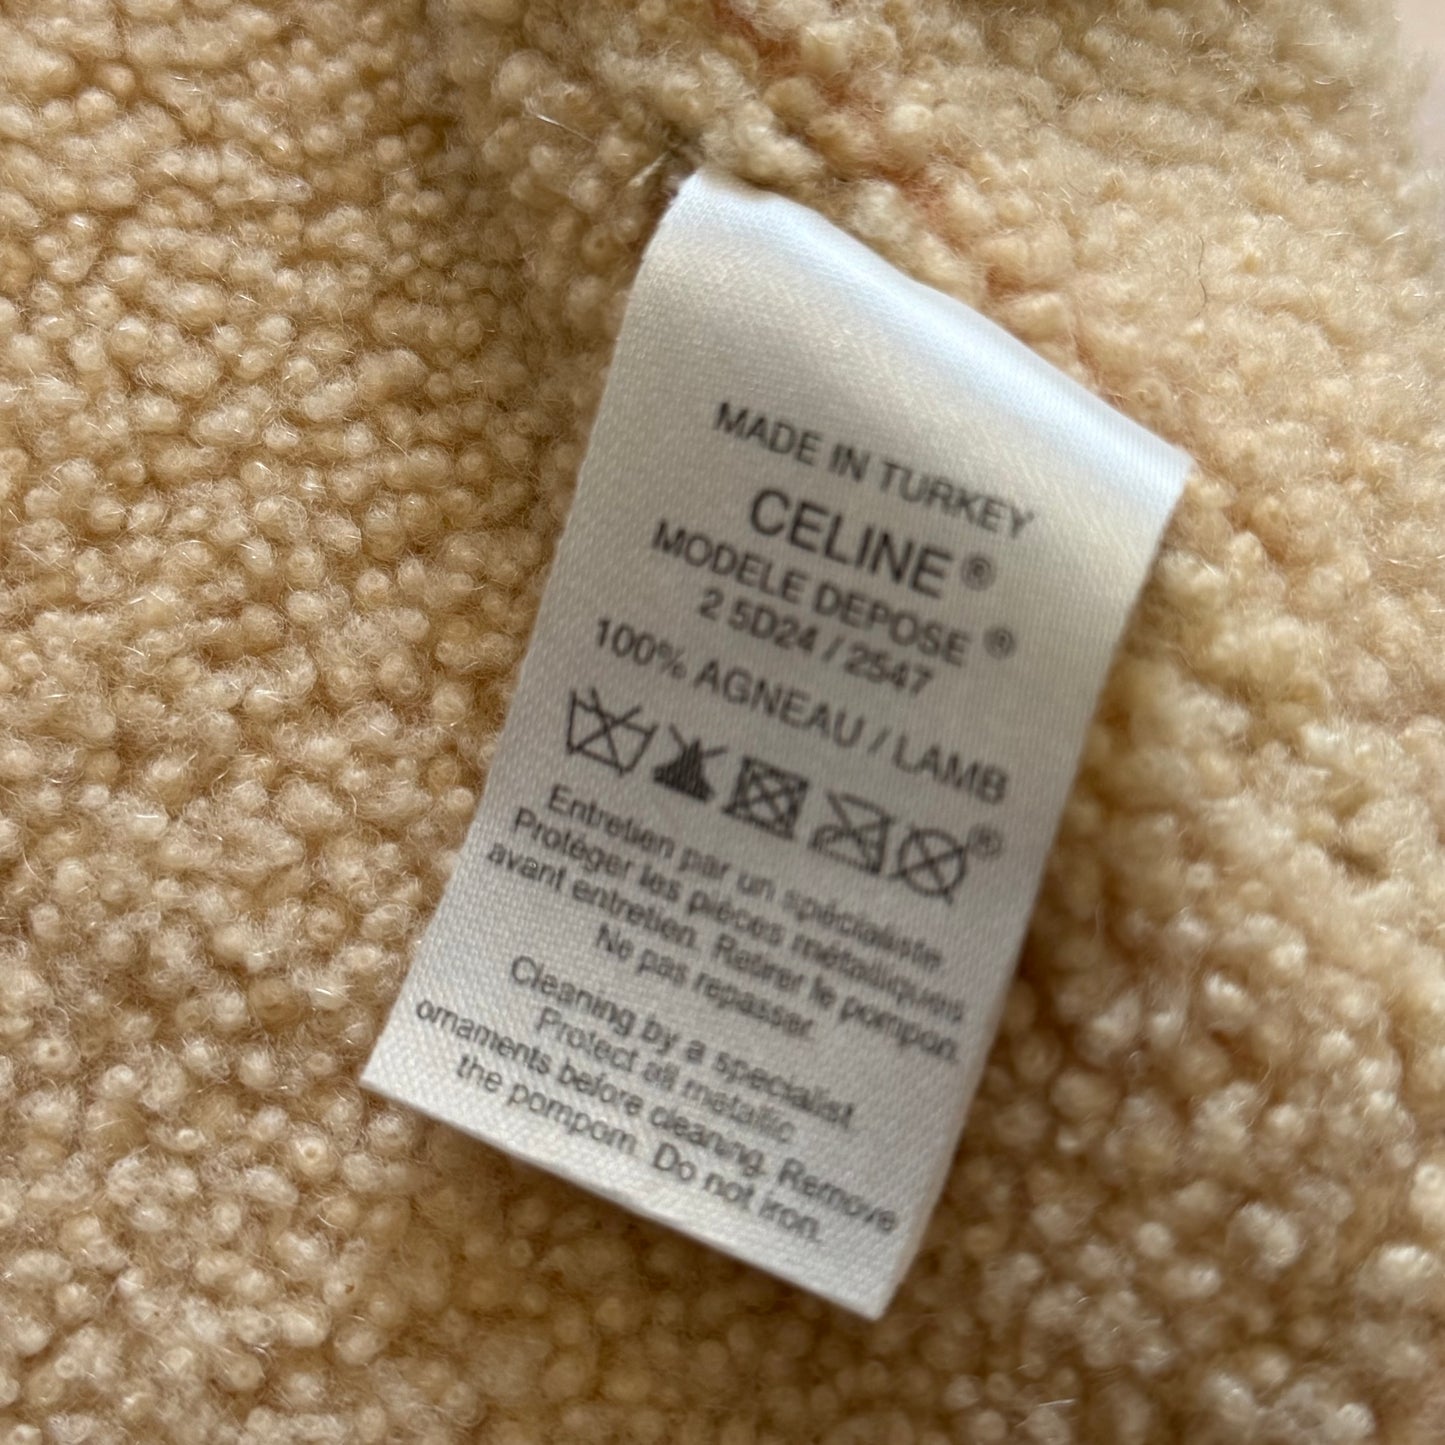 MADE IN TURKEY
CELINE®
MODELE DEPOSE®
2 5D24 / 2547
100% AGNEAU / LAMB
Entretien par un spécialiste.
Protéger les pièces métalliques
avant entretien. Retirer le pompon.
Ne pas repasser.
Cleaning by a specialist
Protect all metallic
ornaments before cleaning. Remove
the pompom. Do not iron.